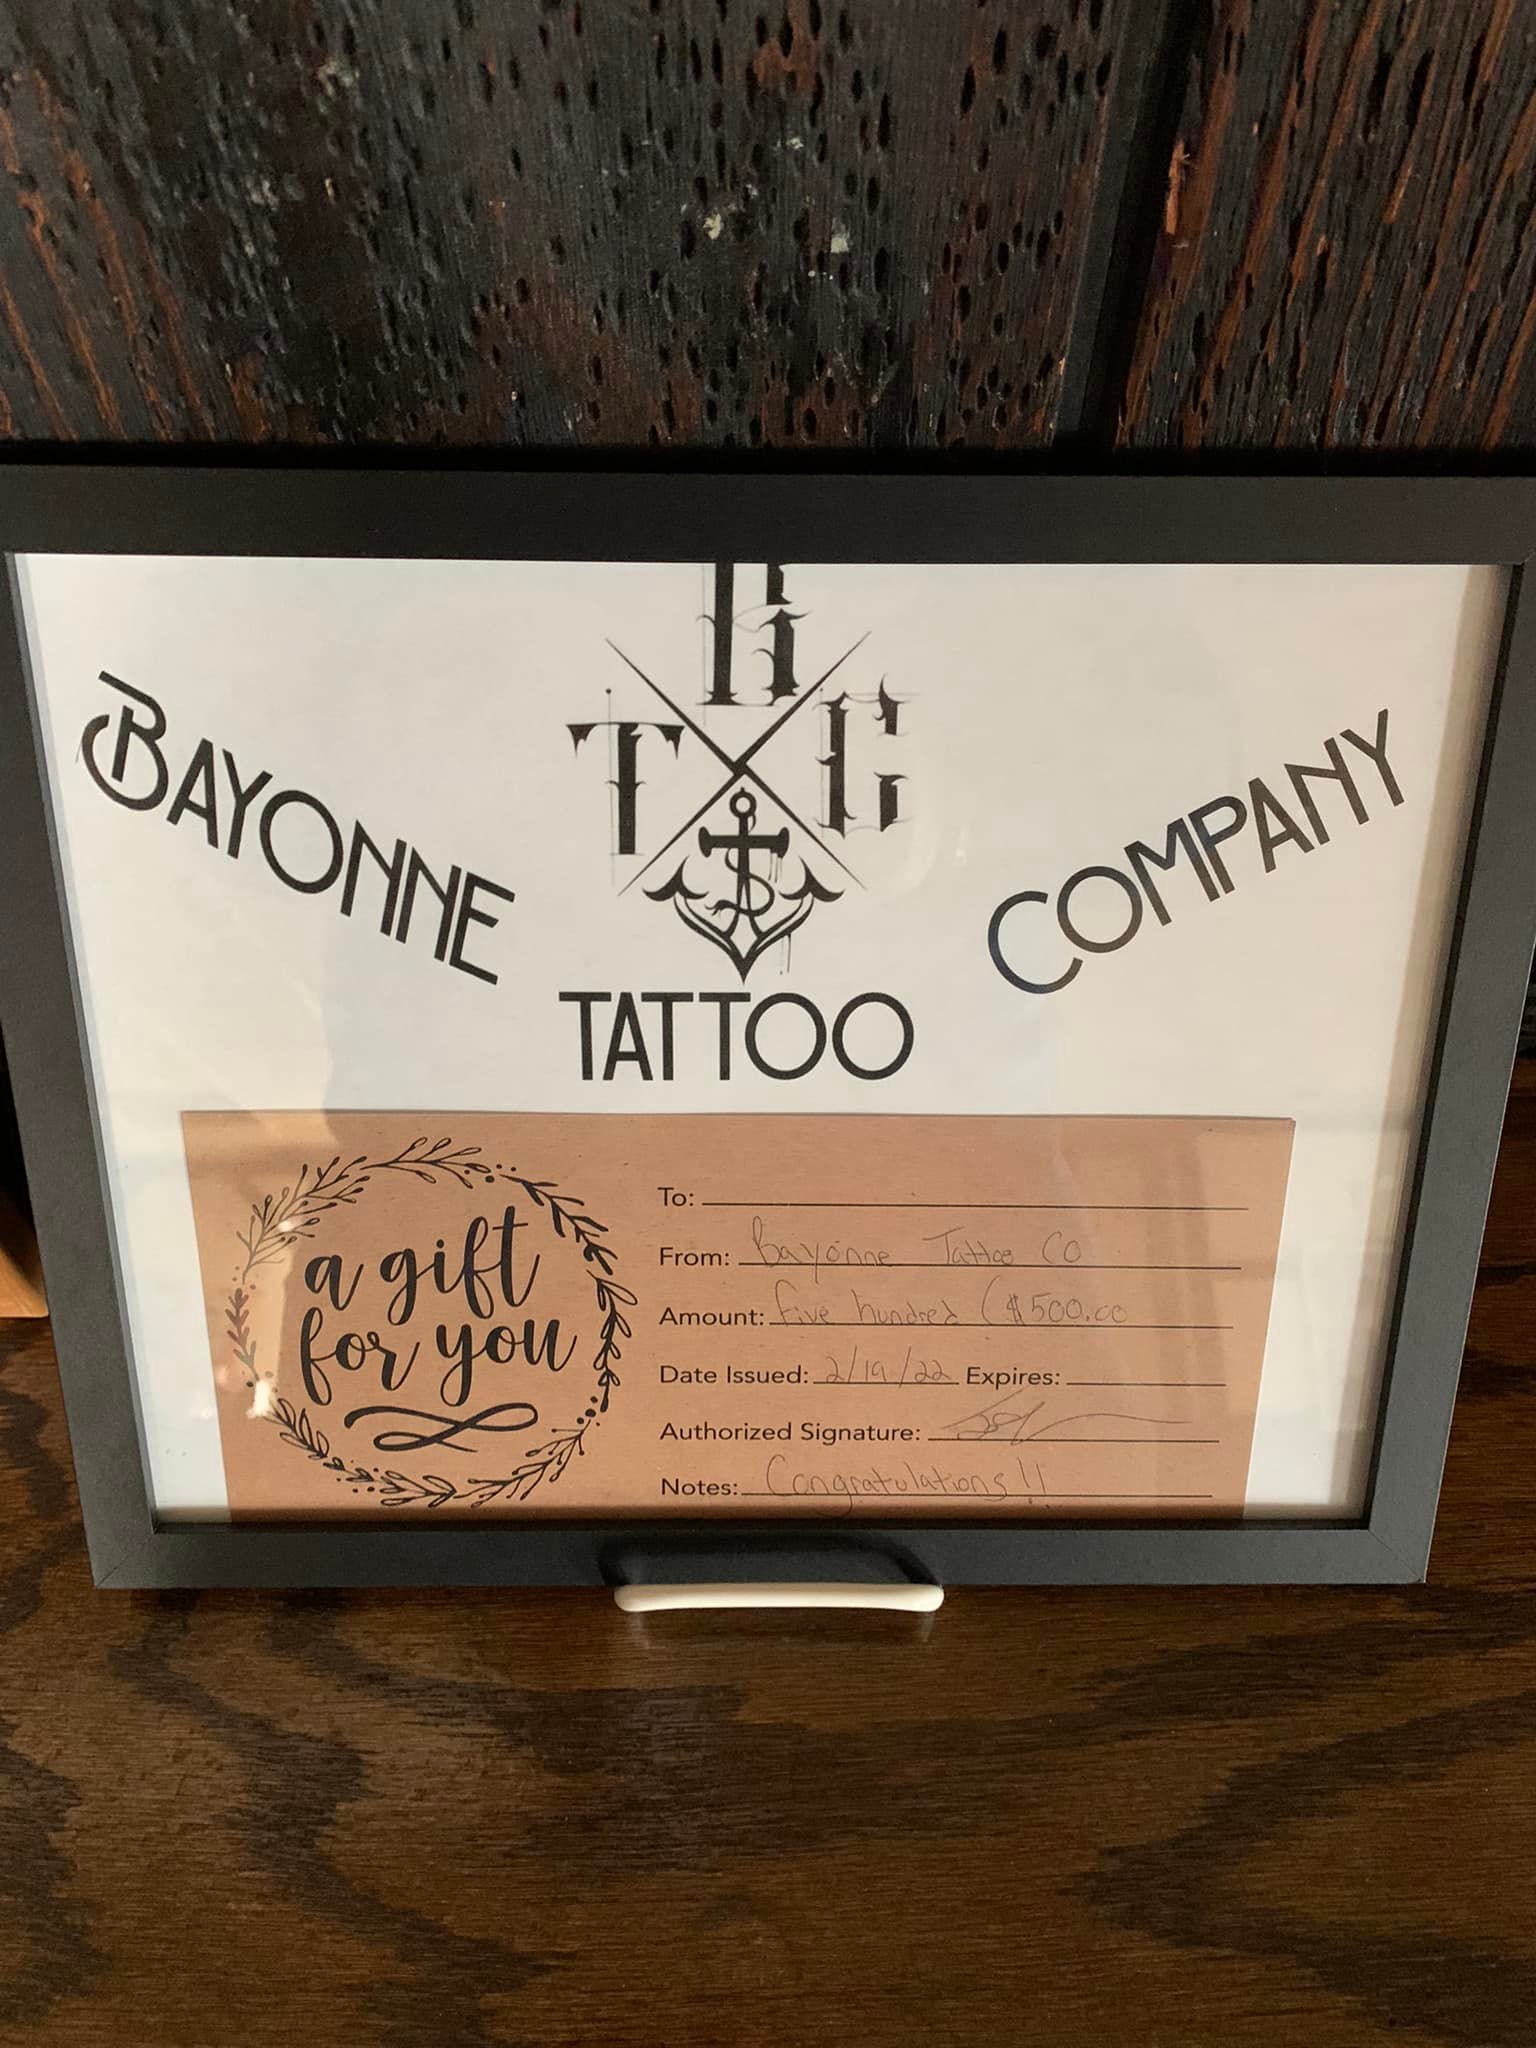 B
T C
BAYONNE
TATTOO
COMPANY
a gift
for you
To:
From: Bayonne Tattoo CO
Amount: five hundred ($500.00
Date Issued: 2/19/22 Expires:
Authorized Signature:
Notes: Congratulations!!